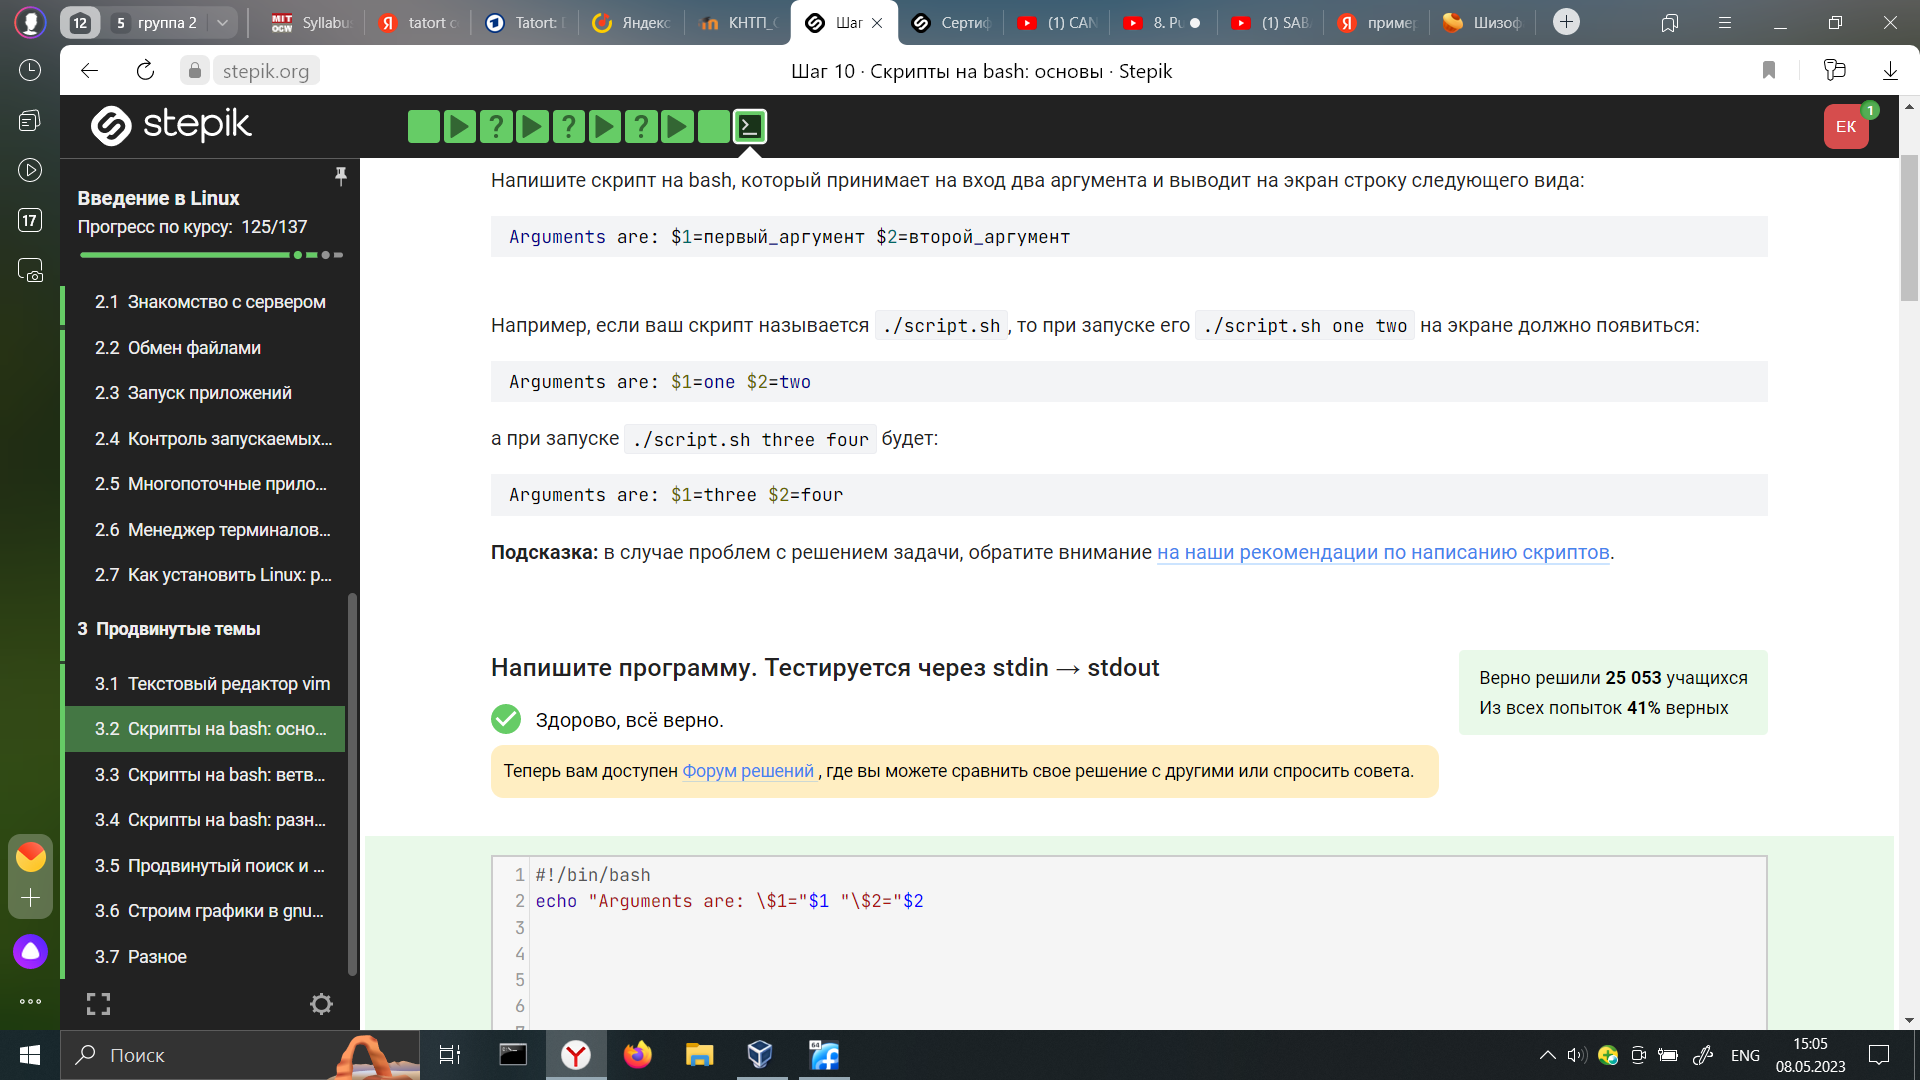 12
5 группа 2
MIT OCW Syllabu
tatort c
Tatort: D
Яндекс
КНТП_С
Шаг
Сертиф
(1) CAN
8. Pu
(1) SAB
пример
Шизоф
stepik.org
Шаг 10 · Скрипты на bash: основы · Stepik
17
stepik
? ? ?
EK
1
Введение в Linux
Прогресс по курсу: 125/137
2.1 Знакомство с сервером
2.2 Обмен файлами
2.3 Запуск приложений
2.4 Контроль запускаемых...
2.5 Многопоточные прило...
2.6 Менеджер терминалов...
2.7 Как установить Linux: р...
3 Продвинутые темы
3.1 Текстовый редактор vim
3.2 Скрипты на bash: осно...
3.3 Скрипты на bash: ветв...
3.4 Скрипты на bash: разн...
3.5 Продвинутый поиск и ...
3.6 Строим графики в gnu...
3.7 Разное
Напишите скрипт на bash, который принимает на вход два аргумента и выводит на экран строку следующего вида:
Arguments are: $1=первый_аргумент $2=второй_аргумент
Например, если ваш скрипт называется ./script.sh , то при запуске его ./script.sh one two на экране должно появиться:
Arguments are: $1=one $2=two
а при запуске ./script.sh three four будет:
Arguments are: $1=three $2=four
Подсказка: в случае проблем с решением задачи, обратите внимание на наши рекомендации по написанию скриптов.
Напишите программу. Тестируется через stdin → stdout
Здорово, всё верно.
Верно решили 25 053 учащихся
Из всех попыток 41% верных
Теперь вам доступен Форум решений , где вы можете сравнить свое решение с другими или спросить совета.
1 #!/bin/bash
2 echo "Arguments are: \$1="$1 "\$2="$2
3
4
5
6
7
Поиск
64
ENG
15:05
08.05.2023